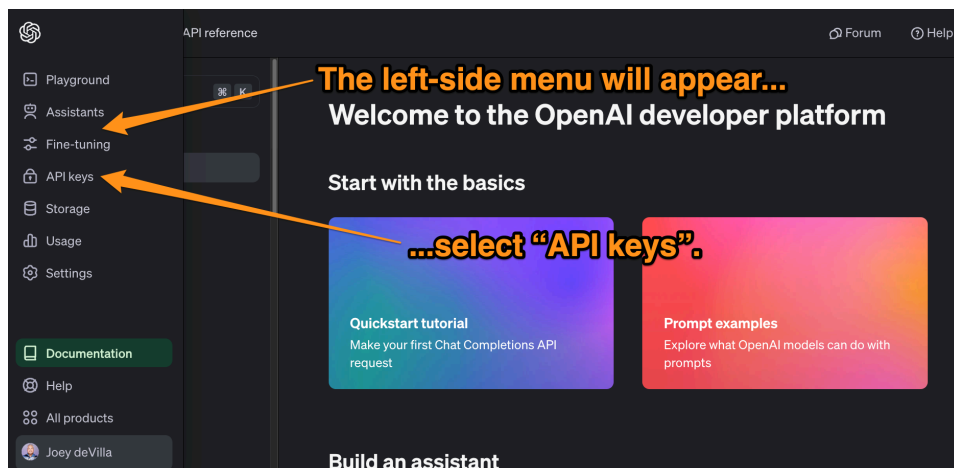 API reference
Forum
Help
Playground
Assistants
Fine-tuning
API keys
Storage
Usage
Settings
Documentation
Help
All products
Joey deVilla
⌘ K
The left-side menu will appear...
Welcome to the OpenAI developer platform
Start with the basics
...select “API keys”.
Quickstart tutorial
Make your first Chat Completions API
request
Prompt examples
Explore what OpenAI models can do with
prompts
Build an assistant